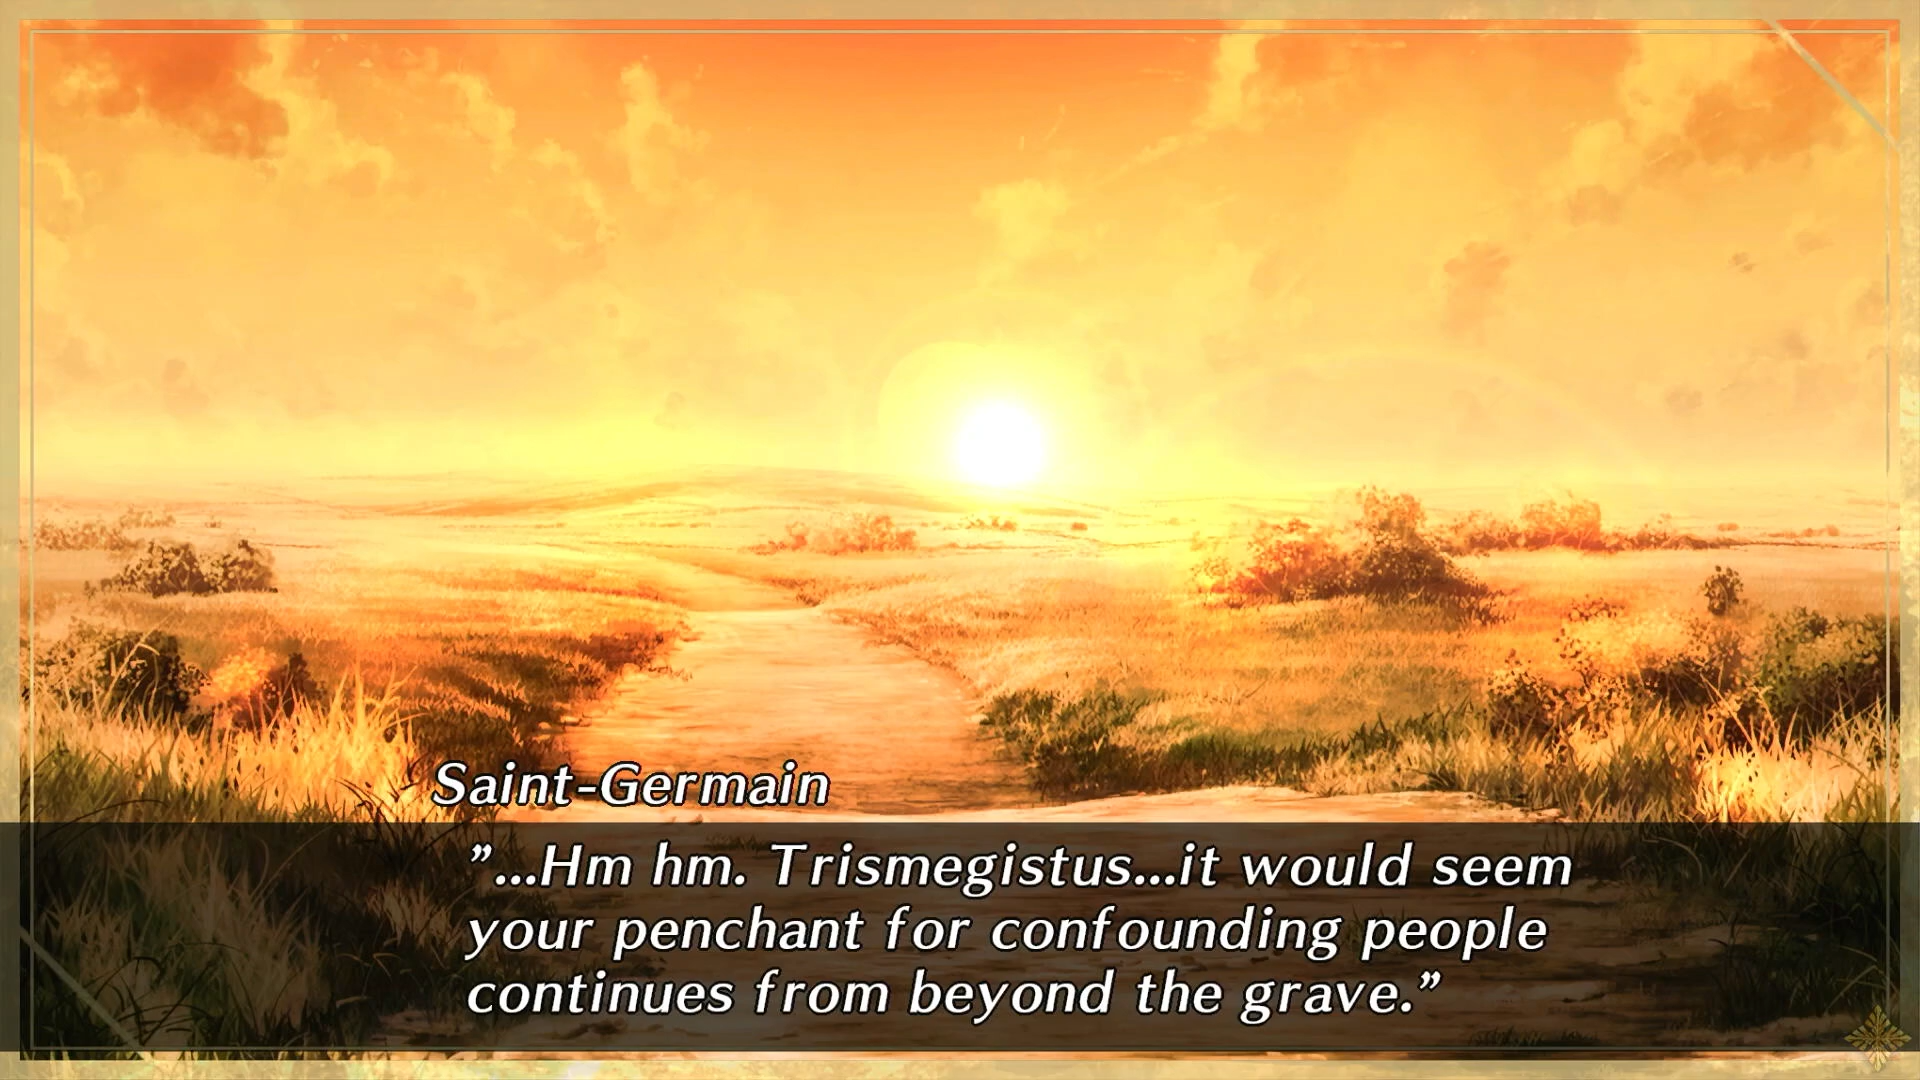 Saint-Germain
”...Hm hm. Trismegistus...it would seem
your penchant for confounding people
continues from beyond the grave.”